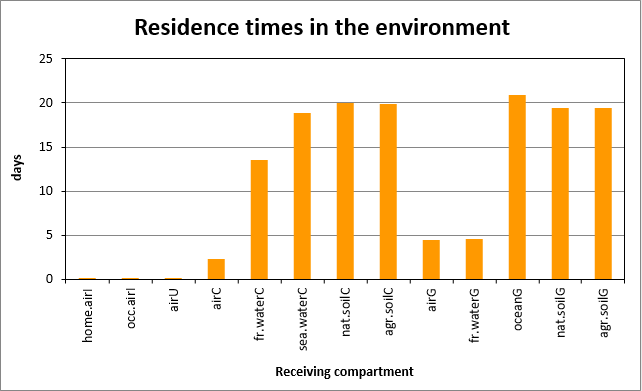 Residence times in the environment
days
25
20
15
10
5
0
home.airI
occ.airI
airU
airC
fr.waterC
sea.waterC
nat.soilC
agr.soilC
airG
fr.waterG
oceanG
nat.soilG
agr.soilG
Receiving compartment